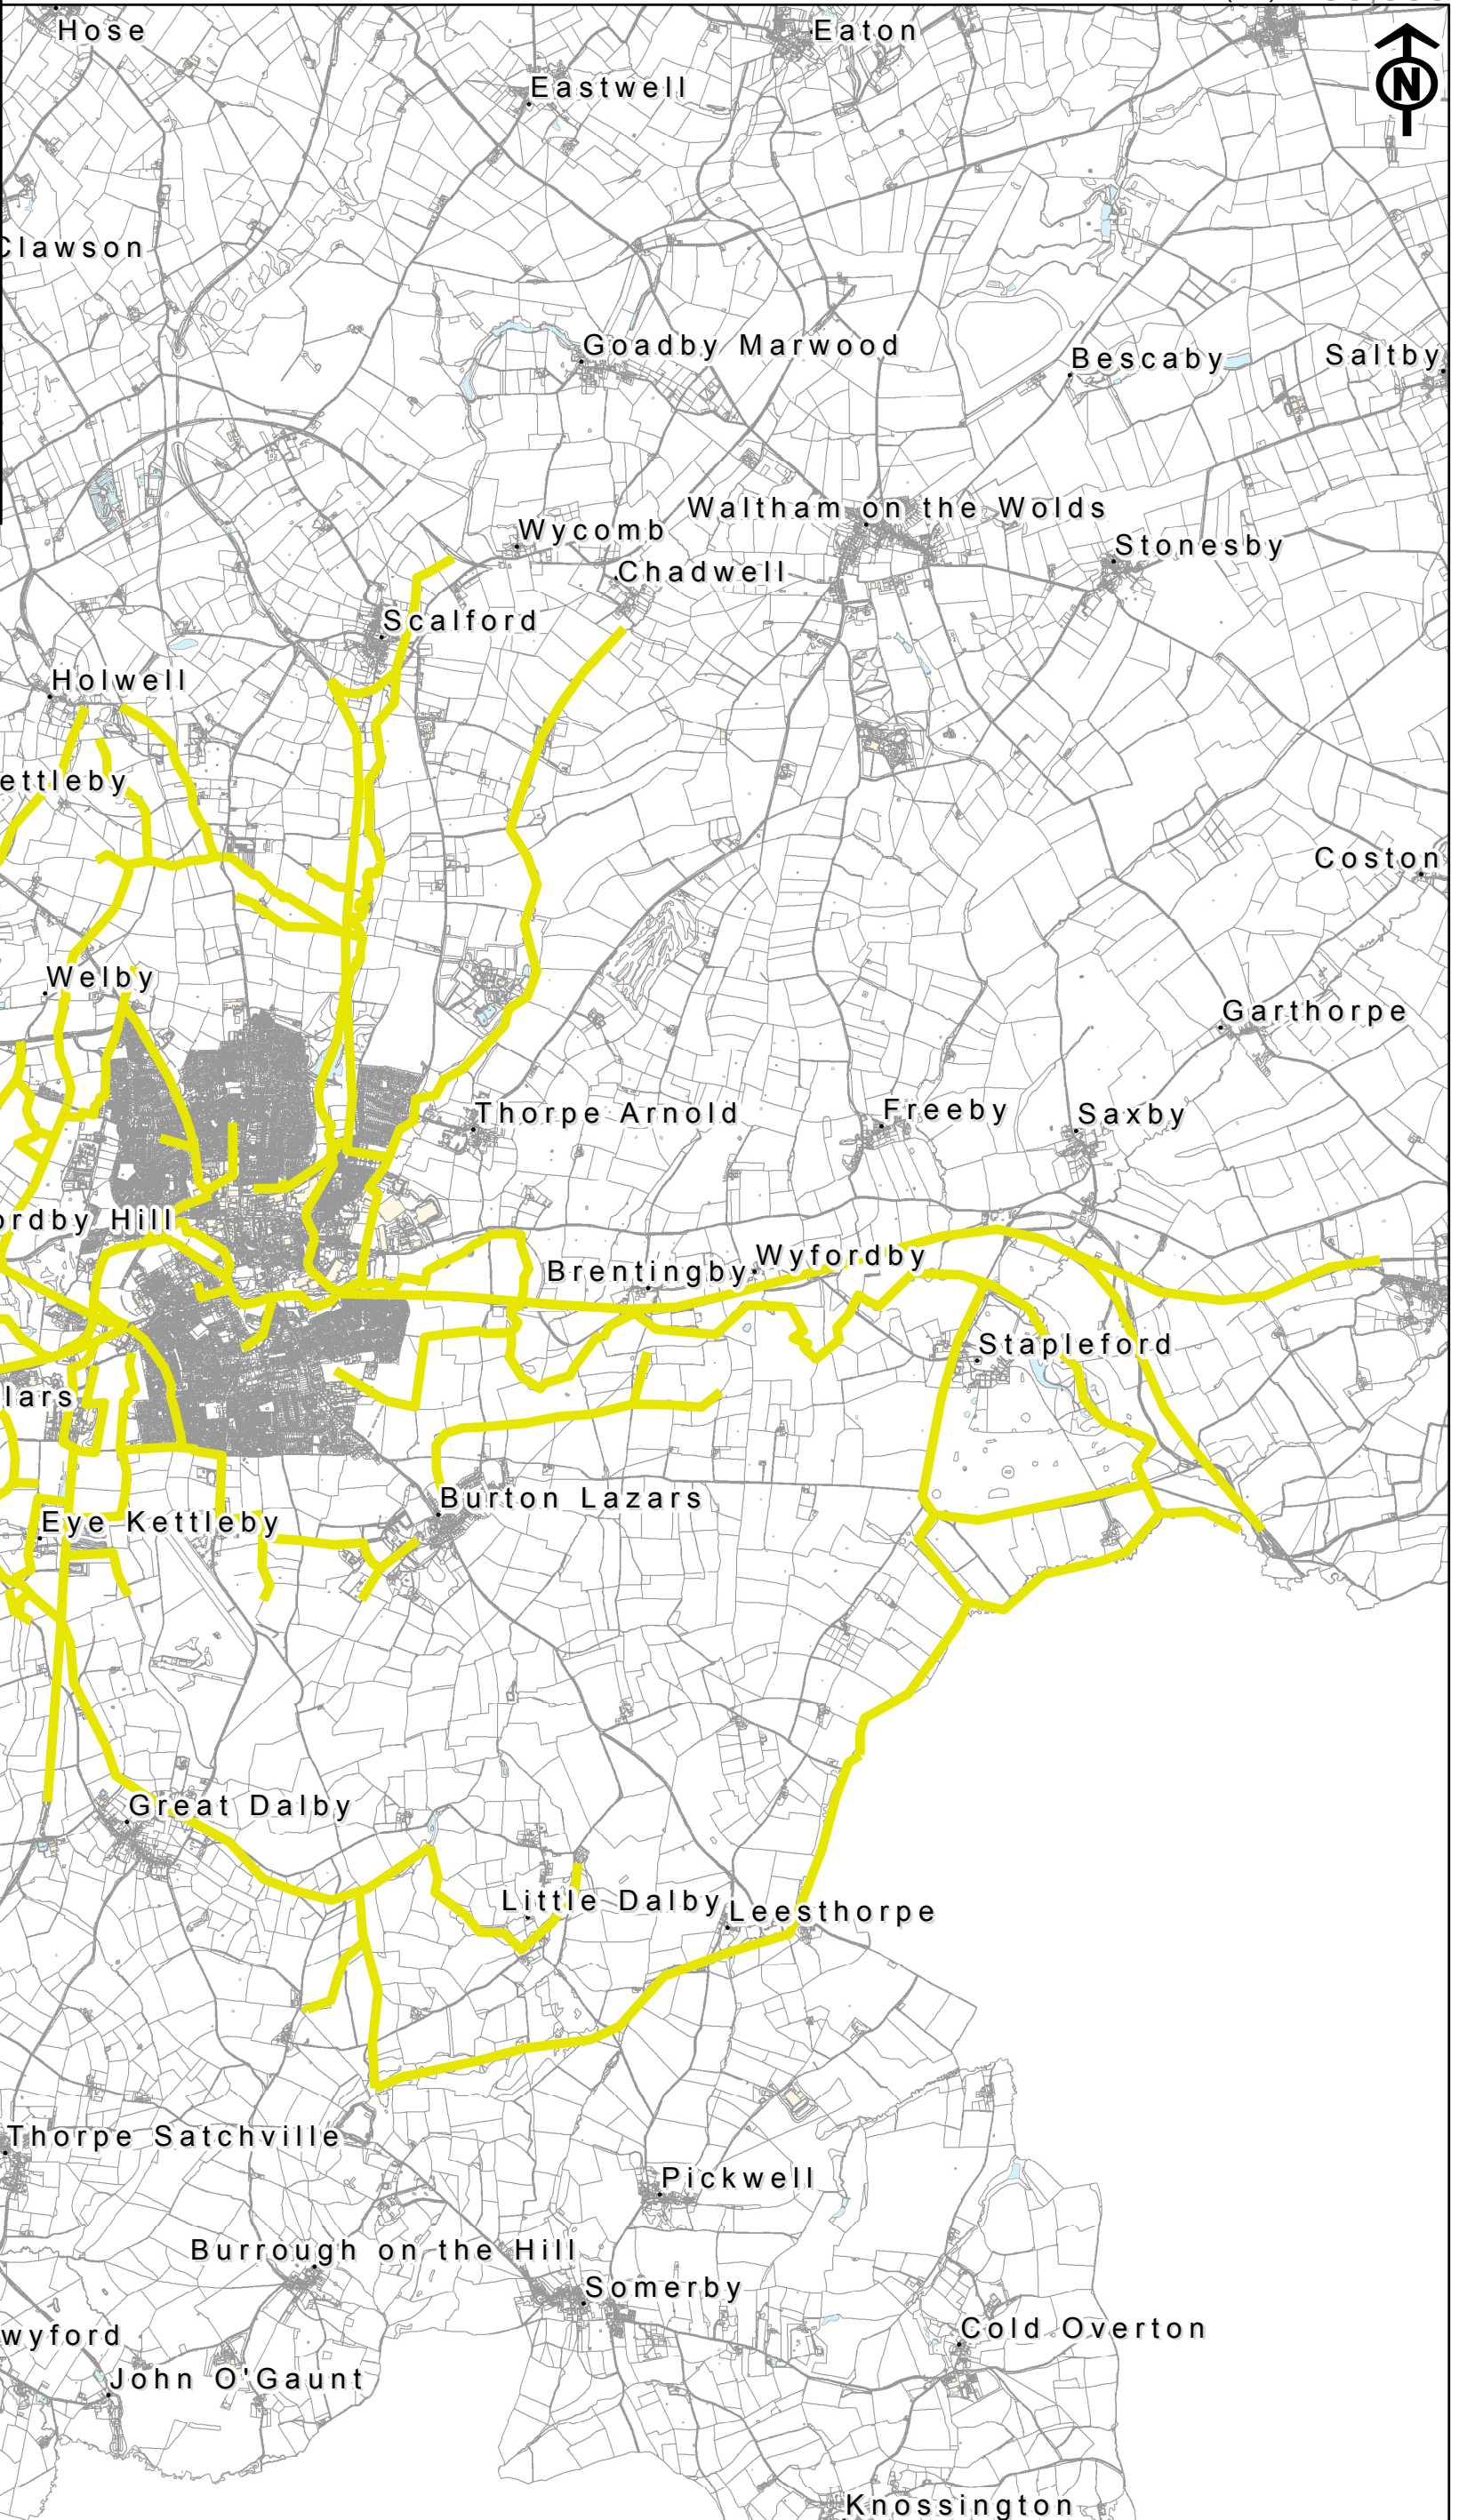 Hose
Eaton
N
Eastwell
Clawson
Goadby Marwood
Bescaby
Saltby
Waltham on the Wolds
Wycomb
Stonesby
Chadwell
Scalford
Holwell
ettleby
Coston
Welby
Garthorpe
Thorpe Arnold
Freeby
Saxby
ordby Hill
Wyfordby
Brentingby
Stapleford
lars
Burton Lazars
Eye Kettleby
Great Dalby
Little Dalby
Leesthorpe
Thorpe Satchville
Pickwell
Burrough on the Hill
Somerby
Cold Overton
wyford
John O'Gaunt
Knossington